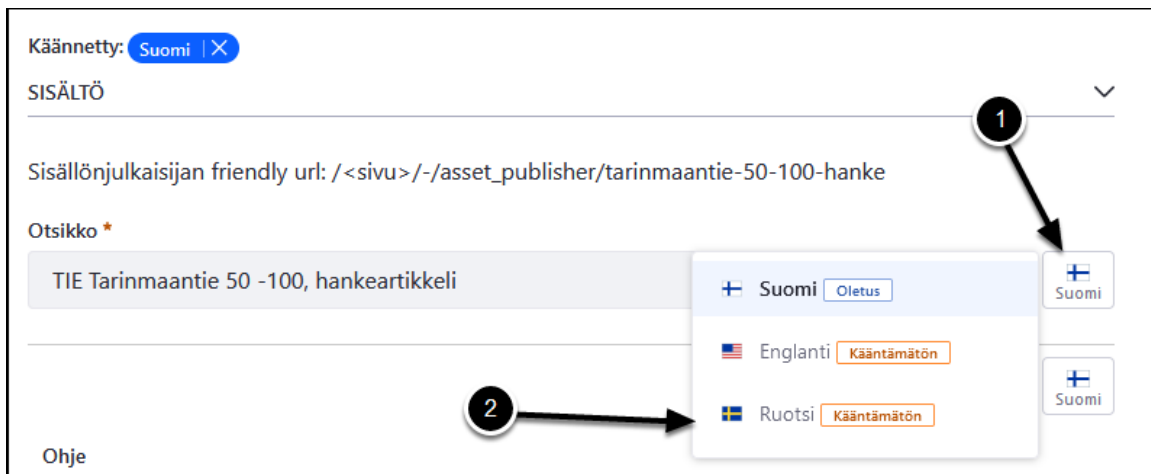 Käännetty: Suomi
SISÄLTÖ
1
Sisällönjulkaisijan friendly url: /<sivu>/-/asset_publisher/tarinmaantie-50-100-hanke
Otsikko *
TIE Tarinmaantie 50 -100, hankeartikkeli
Suomi Oletus
Suomi
Englanti Kääntämätön
Suomi
2
Ruotsi Kääntämätön
Ohje